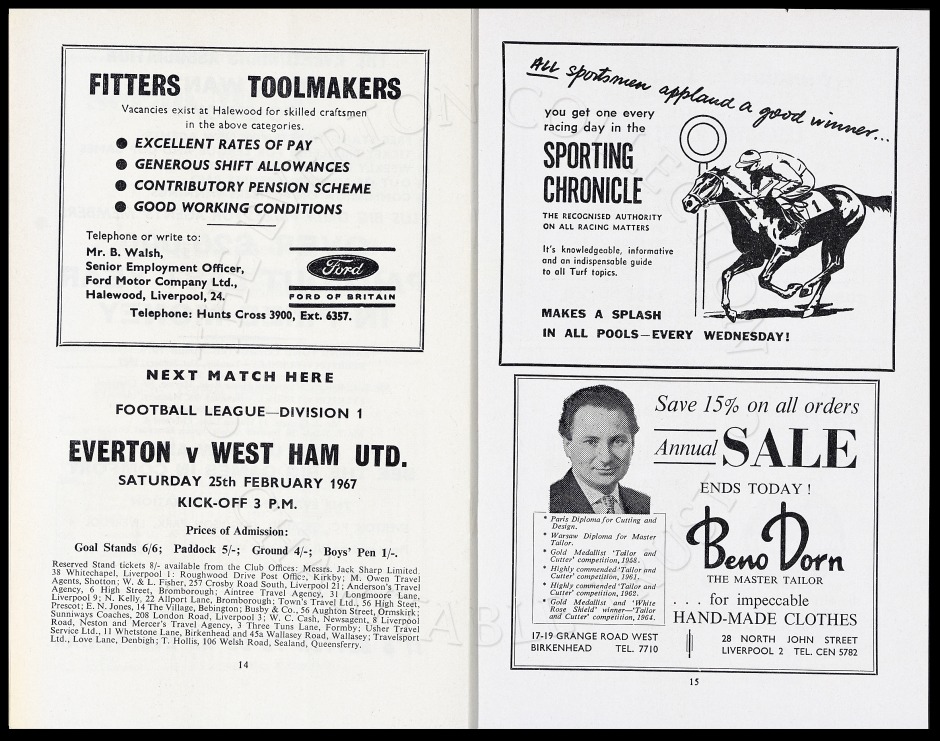 FITTERS TOOLMAKERS
Vacancies exist at Halewood for skilled craftsmen
in the above categories.
● EXCELLENT RATES OF PAY
● GENEROUS SHIFT ALLOWANCES
● CONTRIBUTORY PENSION SCHEME
● GOOD WORKING CONDITIONS
Telephone or write to:
Mr. B. Walsh,
Senior Employment Officer,
Ford Motor Company Ltd.,
Halewood, Liverpool, 24.
Ford
FORD OF BRITAIN
Telephone: Hunts Cross 3900, Ext. 6357.
NEXT MATCH HERE
FOOTBALL LEAGUE—DIVISION 1
EVERTON v WEST HAM UTD.
SATURDAY 25th FEBRUARY 1967
KICK-OFF 3 P.M.
Prices of Admission:
Goal Stands 6/6; Paddock 5/-; Ground 4/-; Boys' Pen 1/-.
Reserved Stand tickets 8/- available from the Club Offices: Messrs. Jack Sharp Limited.
38 Whitechapel, Liverpool 1: Roughwood Drive Post Office, Kirkby; M. Owen Travel
Agents, Shotton; W. & L. Fisher, 257 Crosby Road South, Liverpool 21; Anderson's Travel
Agency, 6 High Street, Bromborough; Aintree Travel Agency, 31 Longmoore Lane,
Liverpool 9; N. Kelly, 22 Allport Lane, Bromborough; Town's Travel Ltd., 56 High Steet,
Prescot; E. N. Jones, 14 The Village, Bebington; Busby & Co., 56 Aughton Street, Ormskirk;
Sunniways Coaches, 208 London Road, Liverpool 3; W. C. Cash, Newsagent, 8 Liverpool
Road, Neston and Mercer's Travel Agency, 3 Three Tuns Lane, Formby; Usher Travel
Service Ltd., 11 Whetstone Lane, Birkenhead and 45a Wallasey Road, Wallasey; Travelsport
Ltd., Love Lane, Denbigh; T. Hollis, 106 Welsh Road, Sealand, Queensferry.
14
ALL sportsmen applaud a good winner...
you get one every
racing day in the
SPORTING
CHRONICLE
THE RECOGNISED AUTHORITY
ON ALL RACING MATTERS
It's knowledgeable, informative
and an indispensable guide
to all Turf topics.
1
MAKES A SPLASH
IN ALL POOLS—EVERY WEDNESDAY!
Save 15% on all orders
Annual SALE
ENDS TODAY!
Beno Dorn
THE MASTER TAILOR
. . . for impeccable
HAND-MADE CLOTHES
* Paris Diploma for Cutting and
Design.
* Warsaw Diploma for Master
Tailor.
* Gold Medallist 'Tailor and
Cutter' competition, 1958.
* Highly commended 'Tailor and
Cutter' competition, 1961.
* Highly commended 'Tailor and
Cutter' competition, 1962.
* Gold Medallist and 'White
Rose Shield' winner—'Tailor
and Cutter' competition, 1964.
17-19 GRANGE ROAD WEST
BIRKENHEAD TEL. 7710
28 NORTH JOHN STREET
LIVERPOOL 2 TEL. CEN 5782
15